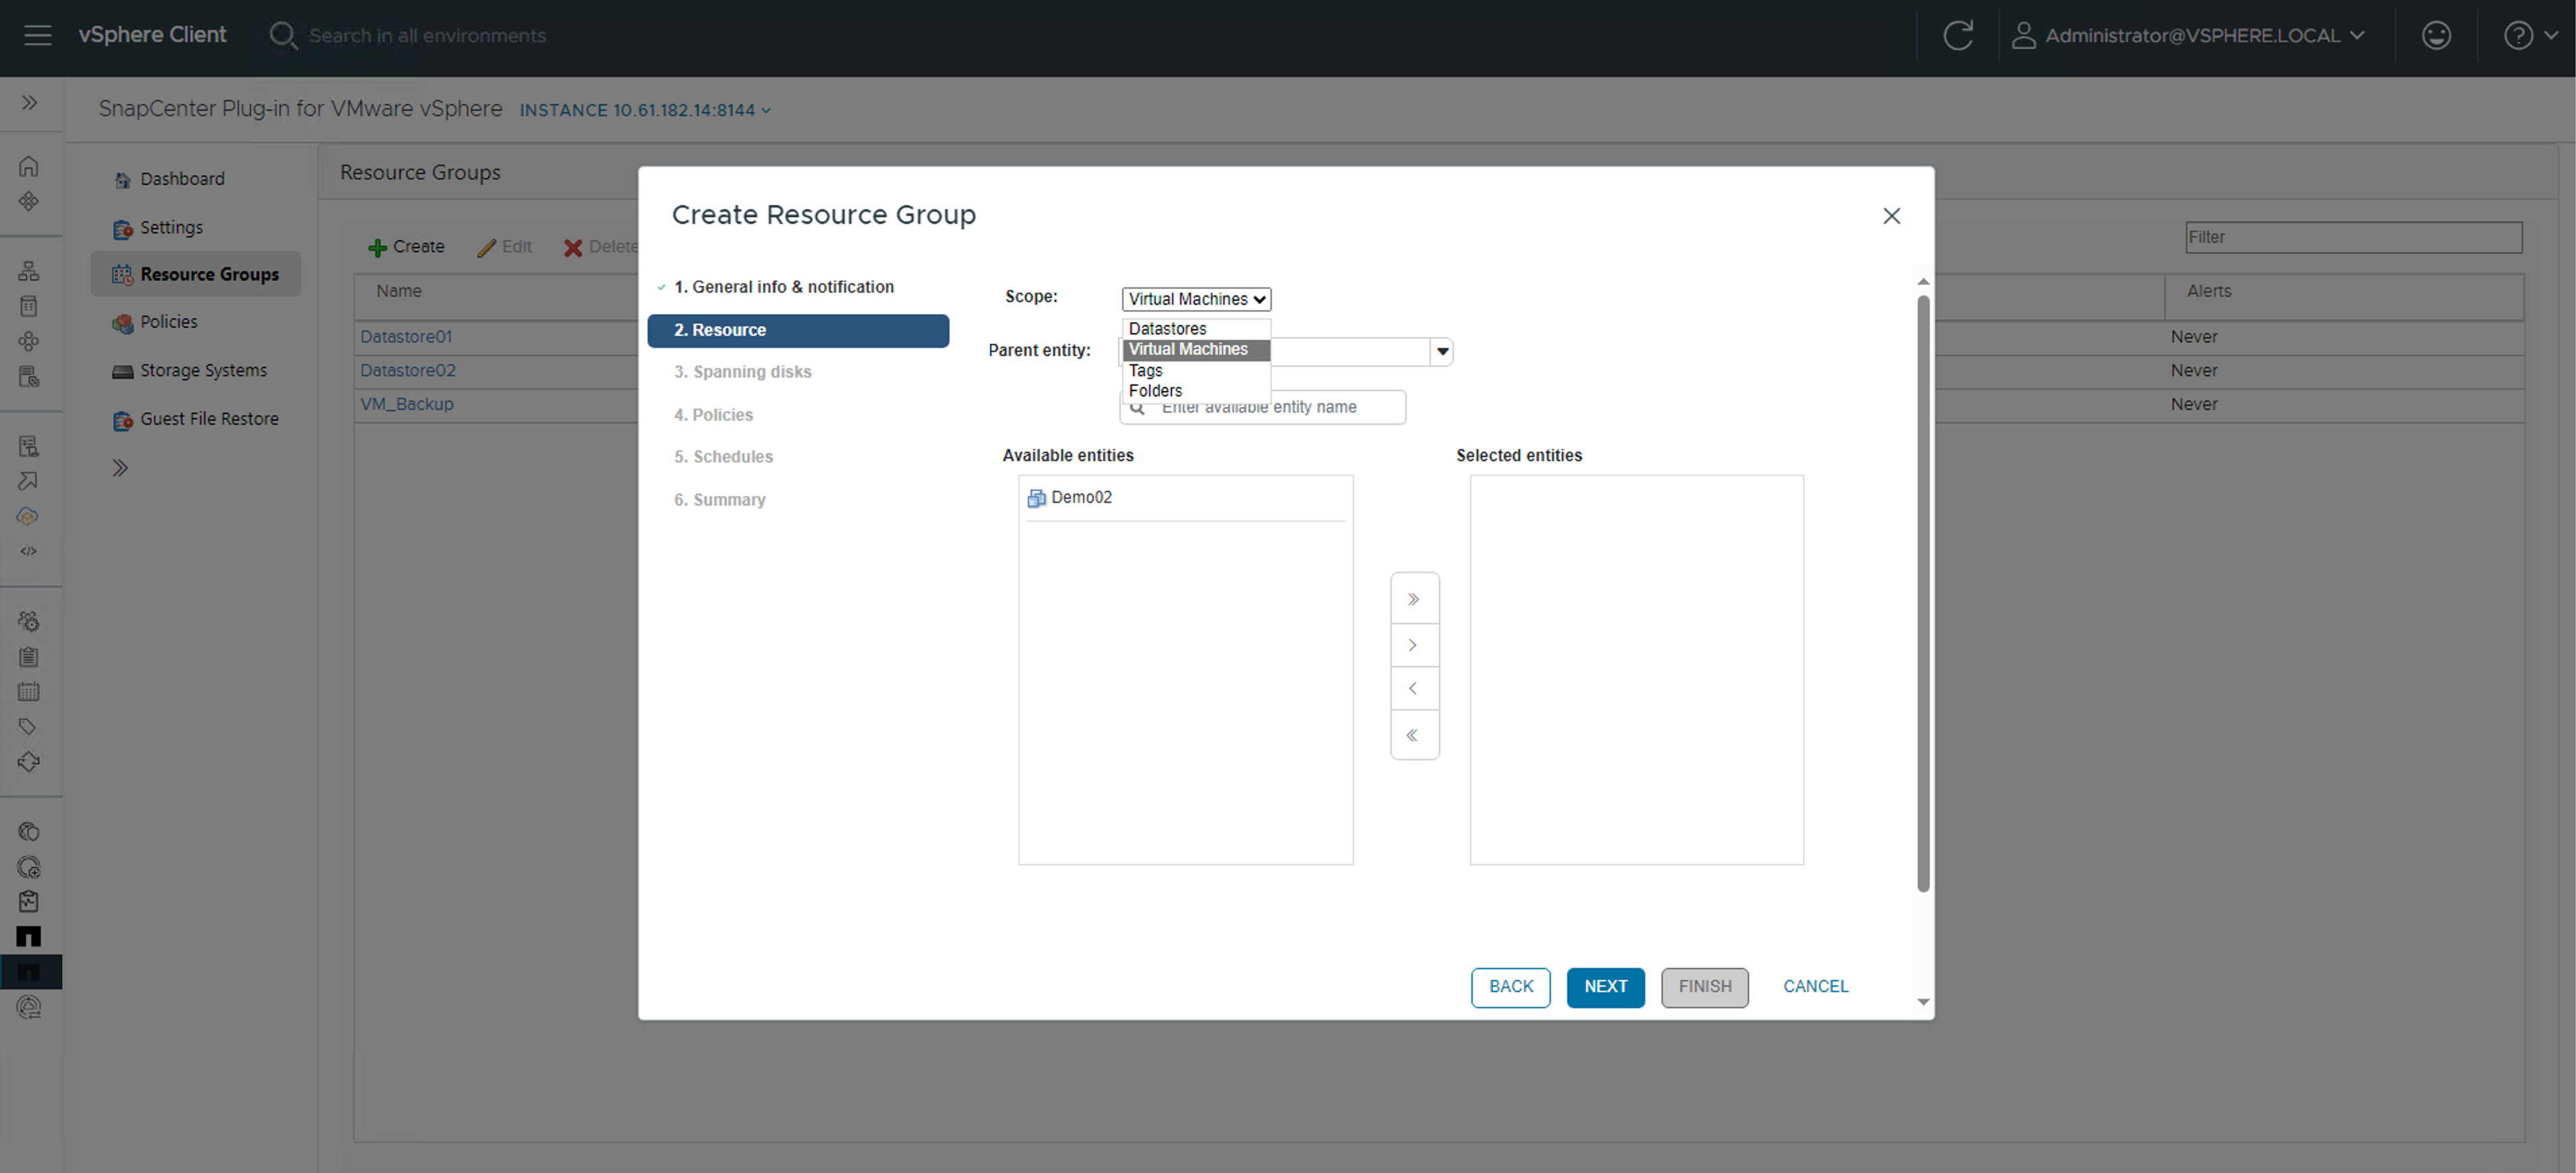 vSphere Client
Search in all environments
Administrator@VSPHERE.LOCAL
SnapCenter Plug-in for VMware vSphere INSTANCE 10.61.182.14:8144
Dashboard
Settings
Resource Groups
Policies
Storage Systems
Guest File Restore
Resource Groups
Create Edit Delete
Filter
Name
Alerts
Datastore01
Never
Datastore02
Never
VM_Backup
Never
Create Resource Group
1. General info & notification
2. Resource
3. Spanning disks
4. Policies
5. Schedules
6. Summary
Scope:
Virtual Machines
Datastores
Virtual Machines
Tags
Folders
Parent entity:
Enter available entity name
Available entities
Selected entities
Demo02
BACK
NEXT
FINISH
CANCEL